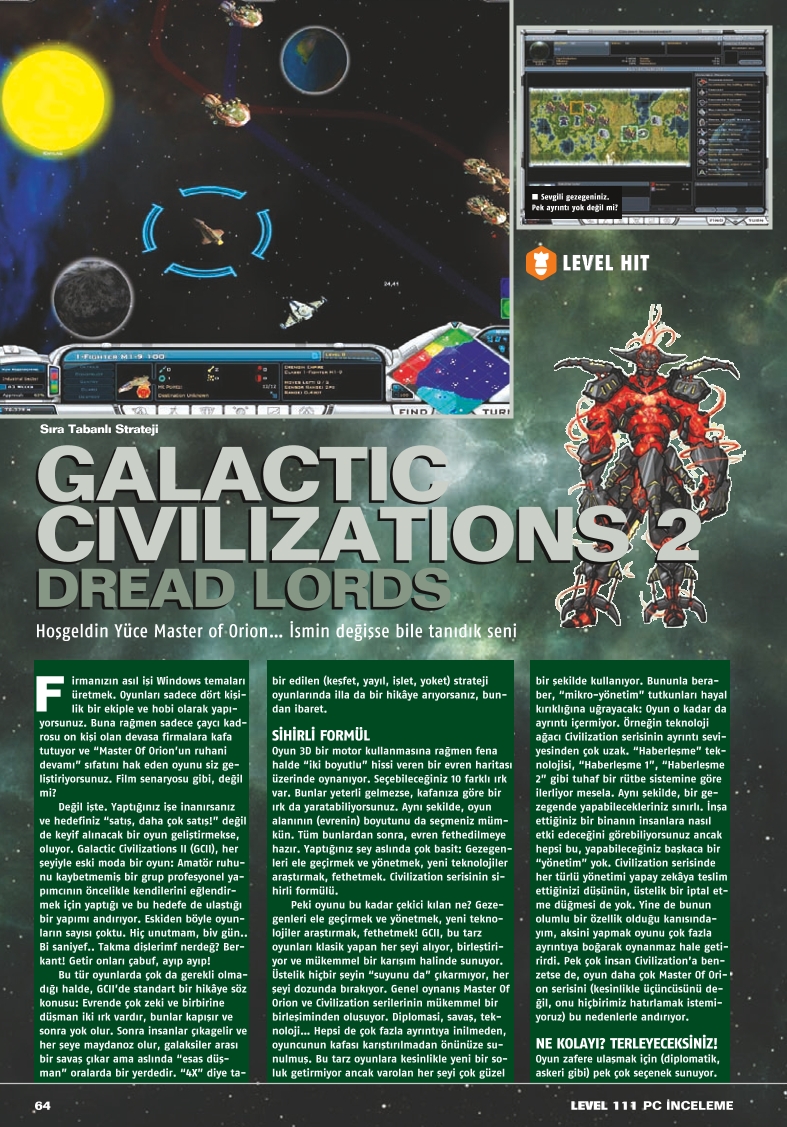 24,41
I-Fighter M1-9 100
LEVEL 0
Industrial Sector
Approval
HE Points:
Destination Unknown
Drengin Empire
Class: I-Fighter M1-9
FIND
TURN
Sevgili gezegeniniz.
Pek ayrıntı yok değil mi?
FIND
TURN
LEVEL HIT
Sıra Tabanlı Strateji
GALACTIC
CIVILIZATIONS 2
DREAD LORDS
Hoşgeldin Yüce Master of Orion... İsmin değişse bile tanıdık seni
Firmanızın asıl işi Windows temaları
üretmek. Oyunları sadece dört kişi-
lik bir ekiple ve hobi olarak yapı-
yorsunuz. Buna rağmen sadece çaycı kad-
rosu on kişi olan devasa firmalara kafa
tutuyor ve “Master Of Orion’un ruhani
devamı” sıfatını hak eden oyunu siz ge-
liştiriyorsunuz. Film senaryosu gibi, değil
mi?
Değil işte. Yaptığınız işe inanırsanız
ve hedefiniz “satış, daha çok satış!” değil
de keyif alınacak bir oyun geliştirmekse,
oluyor. Galactic Civilizations II (GCII), her
şeyiyle eski moda bir oyun: Amatör ruhu-
nu kaybetmemiş bir grup profesyonel ya-
pımcının öncelikle kendilerini eğlendir-
mek için yaptığı ve bu hedefe de ulaştığı
bir yapımı andırıyor. Eskiden böyle oyun-
ların sayısı çoktu. Hiç unutmam, biv gün..
Bi saniyef.. Takma dişlerimf nerdeğ? Ber-
kant! Getir onları çabuf, ayıp ayıp!
Bu tür oyunlarda çok da gerekli olma-
dığı halde, GCII’de standart bir hikâye söz
konusu: Evrende çok zeki ve birbirine
düşman iki ırk vardır, bunlar kapışır ve
sonra yok olur. Sonra insanlar çıkagelir ve
her şeye maydanoz olur, galaksiler arası
bir savaş çıkar ama aslında “esas düş-
man” oralarda bir yerdedir. “4X” diye ta-
bir edilen (keşfet, yayıl, işlet, yoket) strateji
oyunlarında illa da bir hikâye arıyorsanız, bun-
dan ibaret.
SİHİRLİ FORMÜL
Oyun 3D bir motor kullanmasına rağmen fena
halde “iki boyutlu” hissi veren bir evren haritası
üzerinde oynanıyor. Seçebileceğiniz 10 farklı ırk
var. Bunlar yeterli gelmezse, kafanıza göre bir
ırk da yaratabiliyorsunuz. Aynı şekilde, oyun
alanının (evrenin) boyutunu da seçmeniz müm-
kün. Tüm bunlardan sonra, evren fethedilmeye
hazır. Yaptığınız şey aslında çok basit: Gezegen-
leri ele geçirmek ve yönetmek, yeni teknolojiler
araştırmak, fethetmek. Civilization serisinin si-
hirli formülü.
Peki oyunu bu kadar çekici kılan ne? Geze-
genleri ele geçirmek ve yönetmek, yeni tekno-
lojiler araştırmak, fethetmek! GCII, bu tarz
oyunları klasik yapan her şeyi alıyor, birleştiri-
yor ve mükemmel bir karışım halinde sunuyor.
Üstelik hiçbir şeyin “suyunu da” çıkarmıyor, her
şeyi dozunda bırakıyor. Genel oynanış Master Of
Orion ve Civilization serilerinin mükemmel bir
birleşiminden oluşuyor. Diplomasi, savaş, tek-
noloji... Hepsi de çok fazla ayrıntıya inilmeden,
oyuncunun kafası karıştırılmadan önünüze su-
nulmuş. Bu tarz oyunlara kesinlikle yeni bir so-
luk getirmiyor ancak varolan her şeyi çok güzel
bir şekilde kullanıyor. Bununla bera-
ber, “mikro-yönetim” tutkunları hayal
kırıklığına uğrayacak: Oyun o kadar da
ayrıntı içermiyor. Örneğin teknoloji
ağacı Civilization serisinin ayrıntı sevi-
yesinden çok uzak. “Haberleşme” tek-
nolojisi, “Haberleşme 1”, “Haberleşme
2” gibi tuhaf bir rütbe sistemine göre
ilerliyor mesela. Aynı şekilde, bir ge-
zegende yapabilecekleriniz sınırlı. İnşa
ettiğiniz bir binanın insanlara nasıl
etki edeceğini görebiliyorsunuz ancak
hepsi bu, yapabileceğiniz başkaca bir
“yönetim” yok. Civilization serisinde
her türlü yönetimi yapay zekâya teslim
ettiğinizi düşünün, üstelik bir iptal et-
me düğmesi de yok. Yine de bunun
olumlu bir özellik olduğu kanısında-
yım, aksini yapmak oyunu çok fazla
ayrıntıya boğarak oynanmaz hale geti-
rirdi. Pek çok insan Civilization’a ben-
zetse de, oyun daha çok Master Of Ori-
on serisini (kesinlikle üçüncüsünü de-
ğil, onu hiçbirimiz hatırlamak istemi-
yoruz) bu nedenlerle andırıyor.
NE KOLAYI? TERLEYECEKSİNİZ!
Oyun zafere ulaşmak için (diplomatik,
askeri gibi) pek çok seçenek sunuyor.
64
LEVEL 111 PC İNCELEME